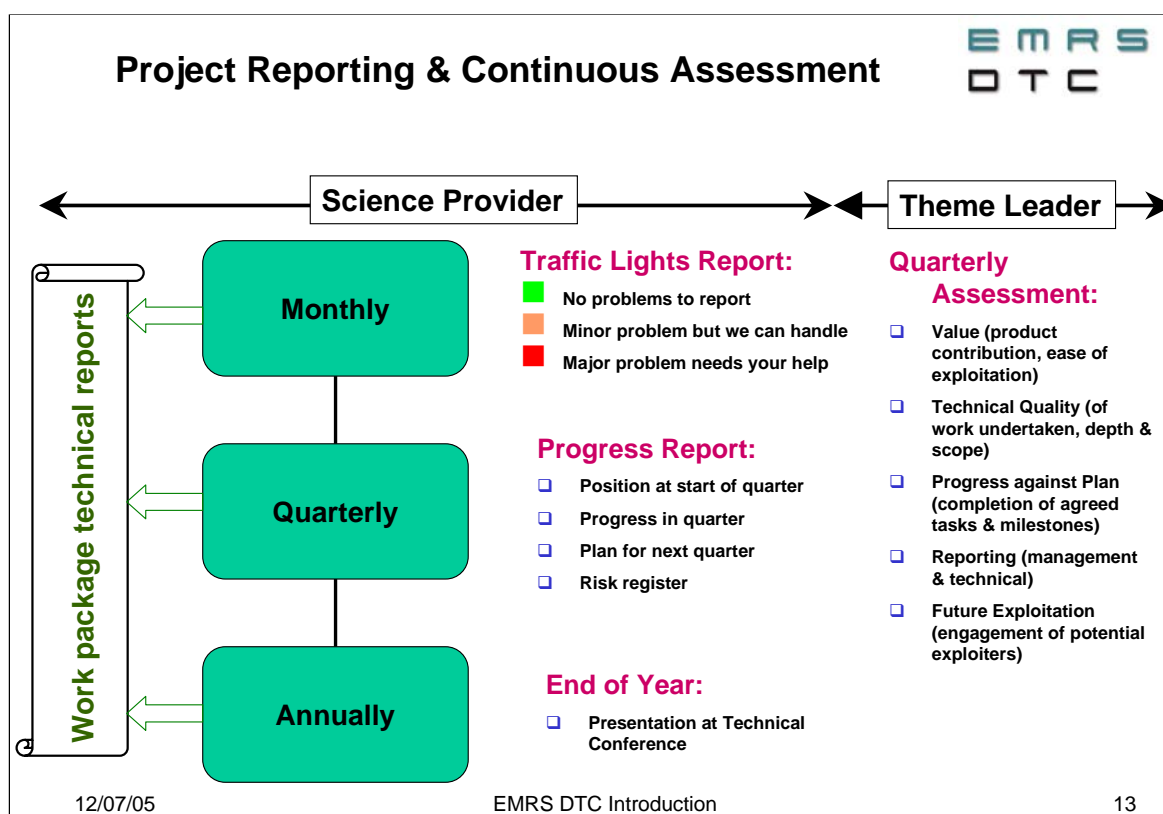 Project Reporting & Continuous Assessment
EMRS
DTC
Science Provider
Theme Leader
Work package technical reports
Monthly
Traffic Lights Report:
No problems to report
Minor problem but we can handle
Major problem needs your help
Quarterly
Progress Report:
Position at start of quarter
Progress in quarter
Plan for next quarter
Risk register
Annually
End of Year:
Presentation at Technical
Conference
Quarterly
Assessment:
Value (product
contribution, ease of
exploitation)
Technical Quality (of
work undertaken, depth &
scope)
Progress against Plan
(completion of agreed
tasks & milestones)
Reporting (management
& technical)
Future Exploitation
(engagement of potential
exploiters)
12/07/05
EMRS DTC Introduction
13